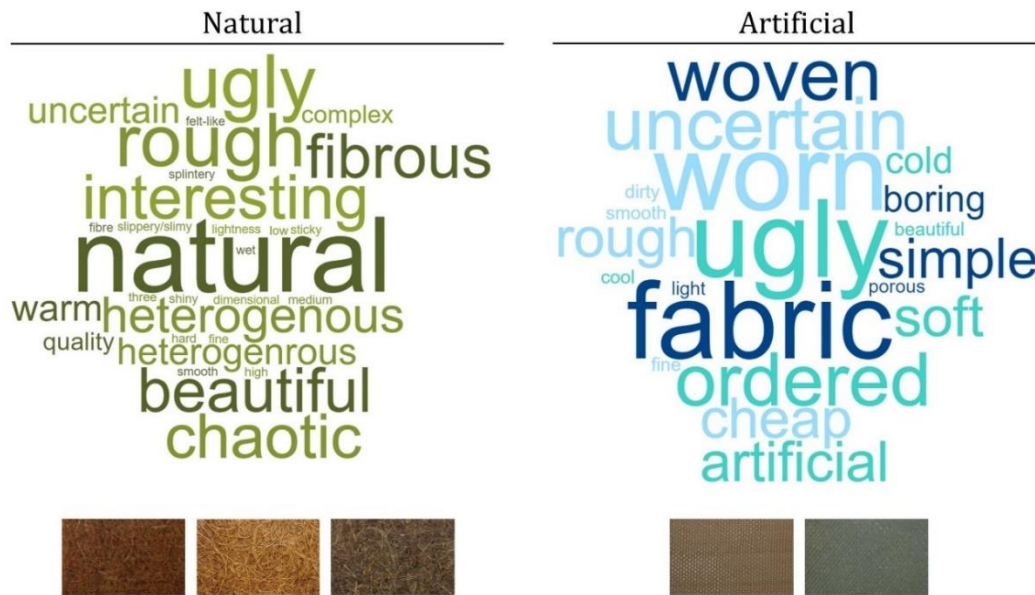 Natural
ugly
uncertain felt-like complex
rough fibrous
splintery
interesting
fibre slippery/slimy lightness low sticky
natural
wet
three shiny dimensional medium
warm heterogenous
quality hard fine
heterogenrous
smooth high
beautiful
chaotic
Artificial
woven
uncertain
worn cold
dirty boring
smooth
rough ugly beautiful
simple
cool light porous
fabric soft
fine ordered
cheap
artificial